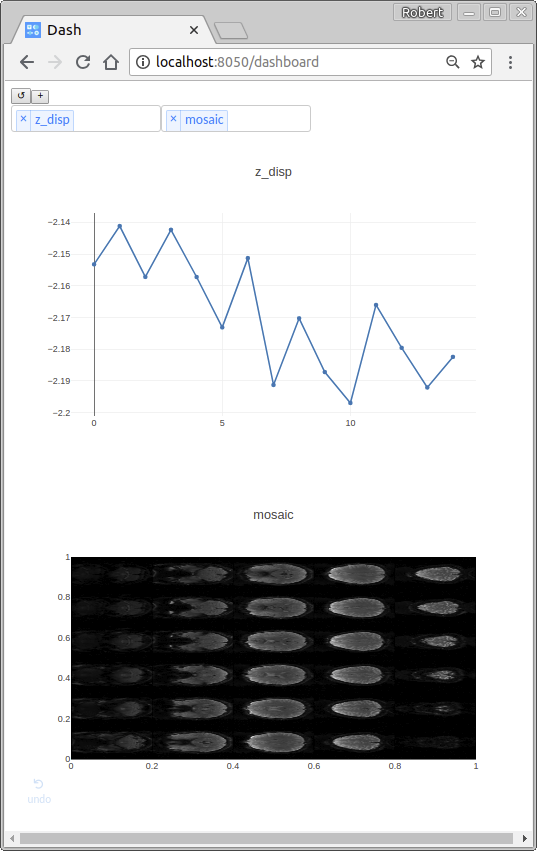 Robert
Dash
localhost:8050/dashboard
↺ +
× z_disp × mosaic
z_disp
−2.14
−2.15
−2.16
−2.17
−2.18
−2.19
−2.2
0 5 10
mosaic
1
0.8
0.6
0.4
0.2
0
0 0.2 0.4 0.6 0.8 1
undo